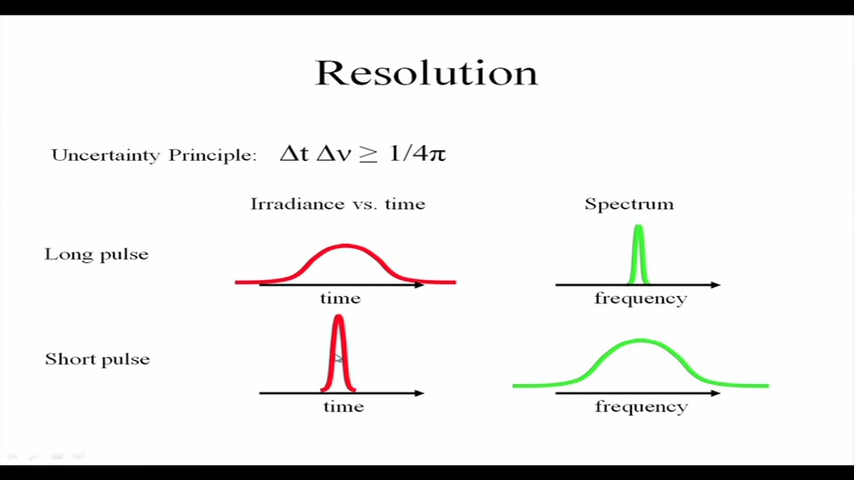 Resolution
Uncertainty Principle: Δt Δν ≥ 1/4π
Irradiance vs. time Spectrum
Long pulse
time frequency
Short pulse
time frequency